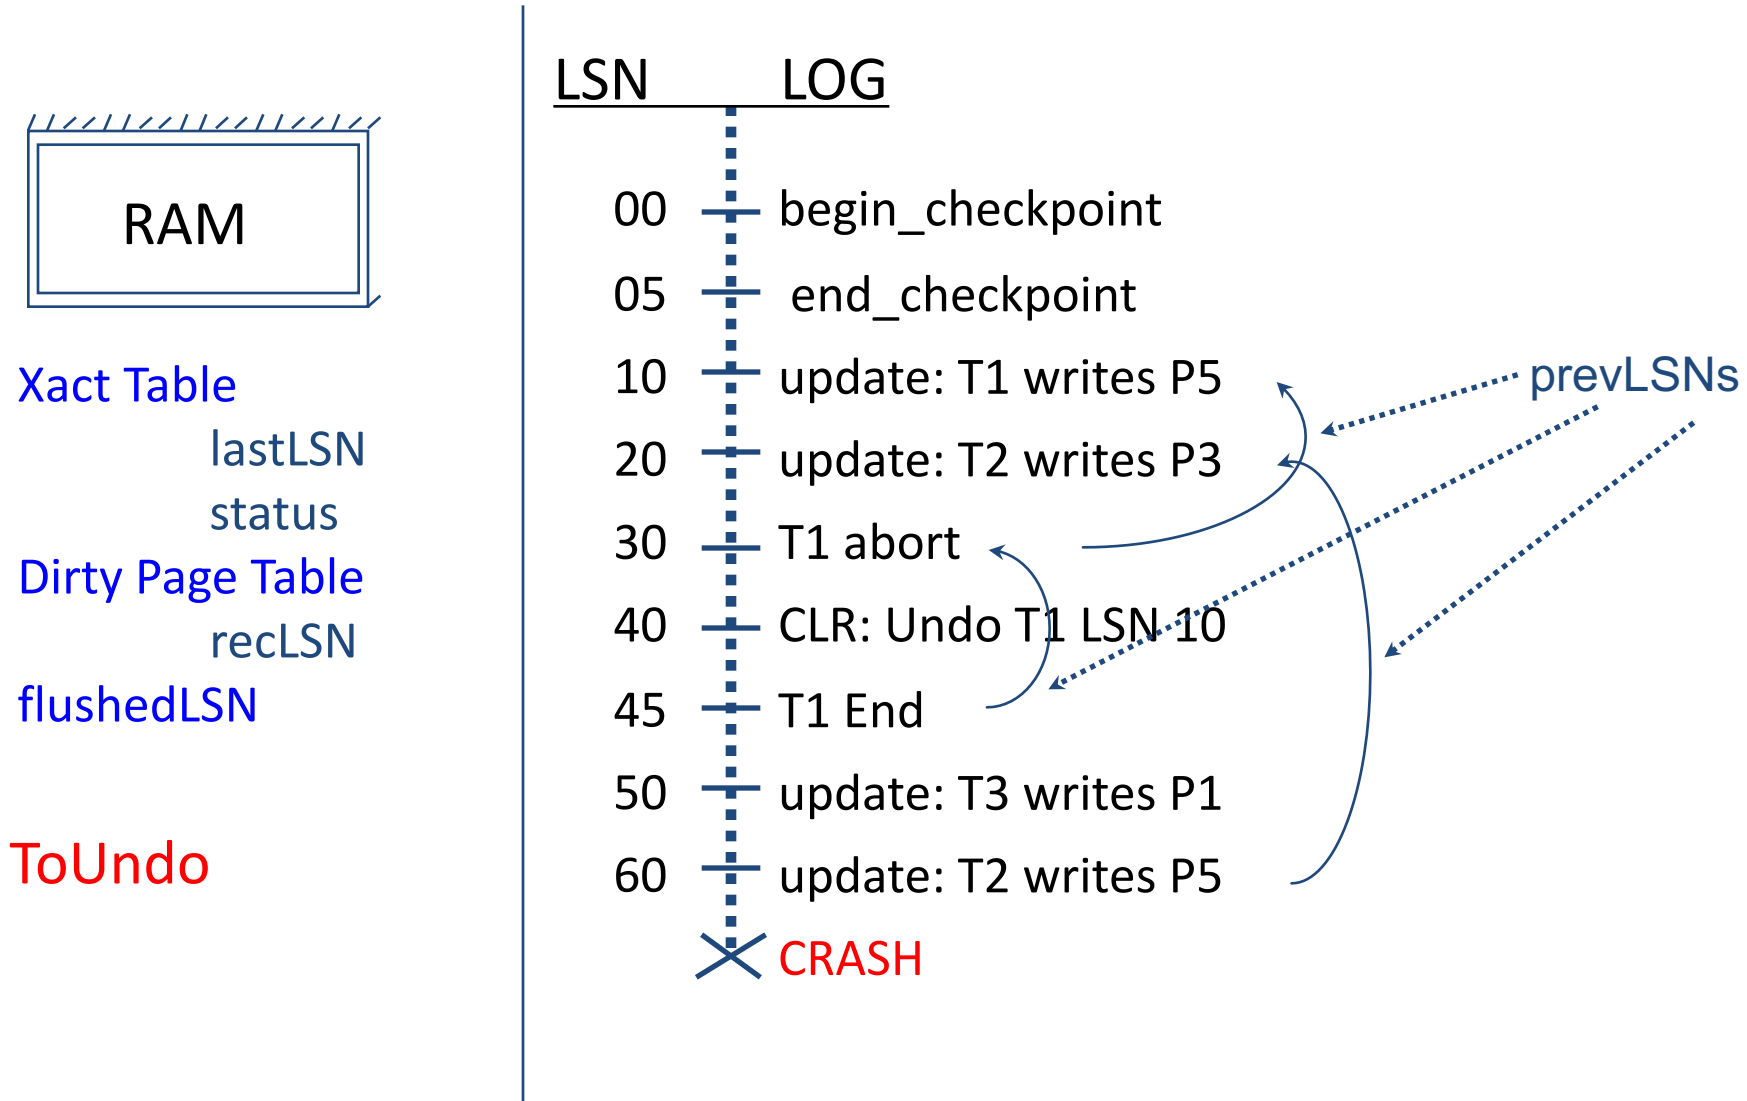 RAM
Xact Table
lastLSN
status
Dirty Page Table
recLSN
flushedLSN
ToUndo
LSN LOG
00 begin_checkpoint
05 end_checkpoint
10 update: T1 writes P5
20 update: T2 writes P3
30 T1 abort
40 CLR: Undo T1 LSN 10
45 T1 End
50 update: T3 writes P1
60 update: T2 writes P5
CRASH
prevLSNs